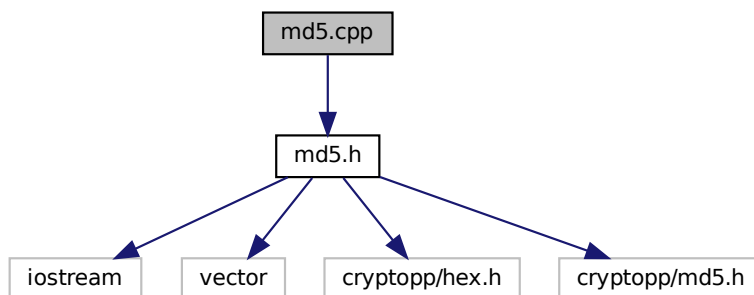 md5.cpp
md5.h
iostream
vector
cryptopp/hex.h
cryptopp/md5.h